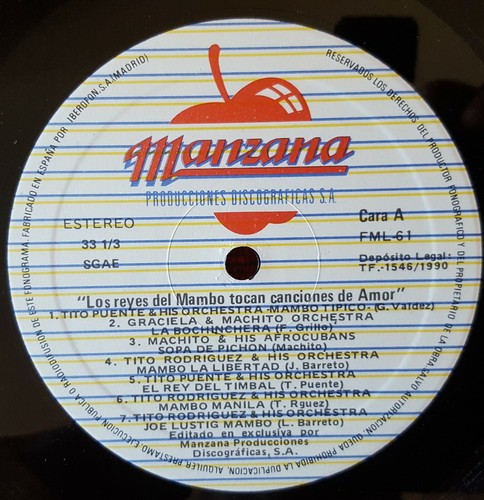 Manzana
PRODUCCIONES DISCOGRAFICAS S.A.
ESTEREO
33 1/3
SGAE
Cara A
FML-61
Depósito Legal:
TF.-1546/1990
"Los reyes del Mambo tocan canciones de Amor"
1. TITO PUENTE & HIS ORCHESTRA-MAMBO TIPICO-(G. Valdez)
2. GRACIELA & MACHITO ORCHESTRA
LA BOCHINCHERA (F. Grillo)
3. MACHITO & HIS AFROCUBANS
SOPA DE PICHON (Machito)
4. TITO RODRIGUEZ & HIS ORCHESTRA
MAMBO LA LIBERTAD (J. Barreto)
5. TITO PUENTE & HIS ORCHESTRA
EL REY DEL TIMBAL (T. Puente)
6. TITO RODRIGUEZ & HIS ORCHESTRA
MAMBO MANILA (T. Rguez)
7. TITO RODRIGUEZ & HIS ORCHESTRA
JOE LUSTIG MAMBO (L. Barreto)
Editado en exclusiva por
Manzana Producciones
Discográficas, S.A.
FABRICADO EN ESPAÑA POR IBEROFON, S.A. (MADRID)
RESERVADOS LOS DERECHOS DEL PRODUCTOR FONOGRAFICO Y DEL PROPIETARIO DE LA OBRA. SALVO AUTORIZACION, QUEDA PROHIBIDA LA DUPLICACION, ALQUILER, PRESTAMO, EJECUCION PUBLICA O RADIODIFUSION DE ESTE FONOGRAMA.